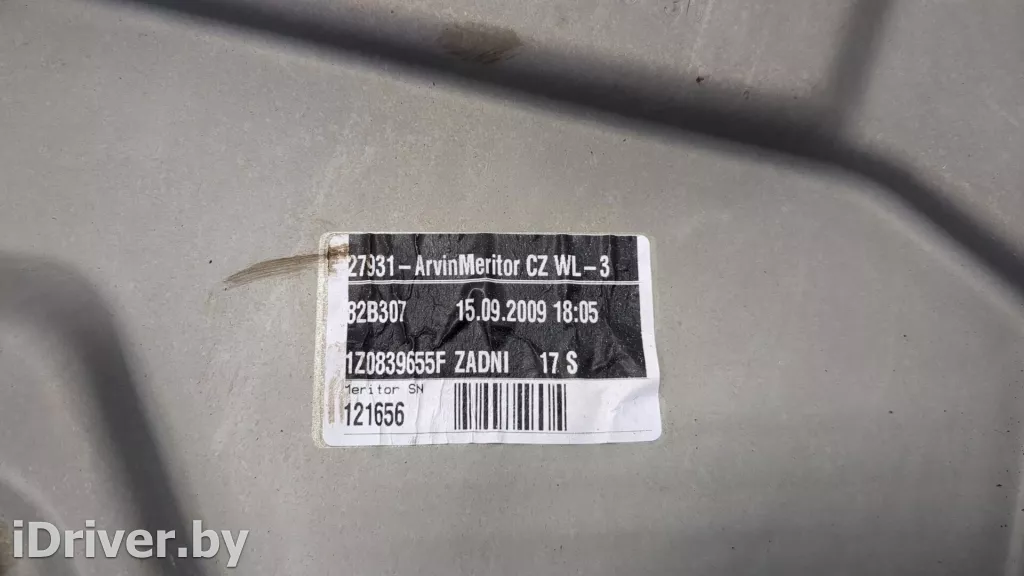 27931-ArvinMeritor CZ WL-3
82B307 15.09.2009 18:05
1Z0839655F ZADNI 17 S
Meritor SN
121656
iDriver.by